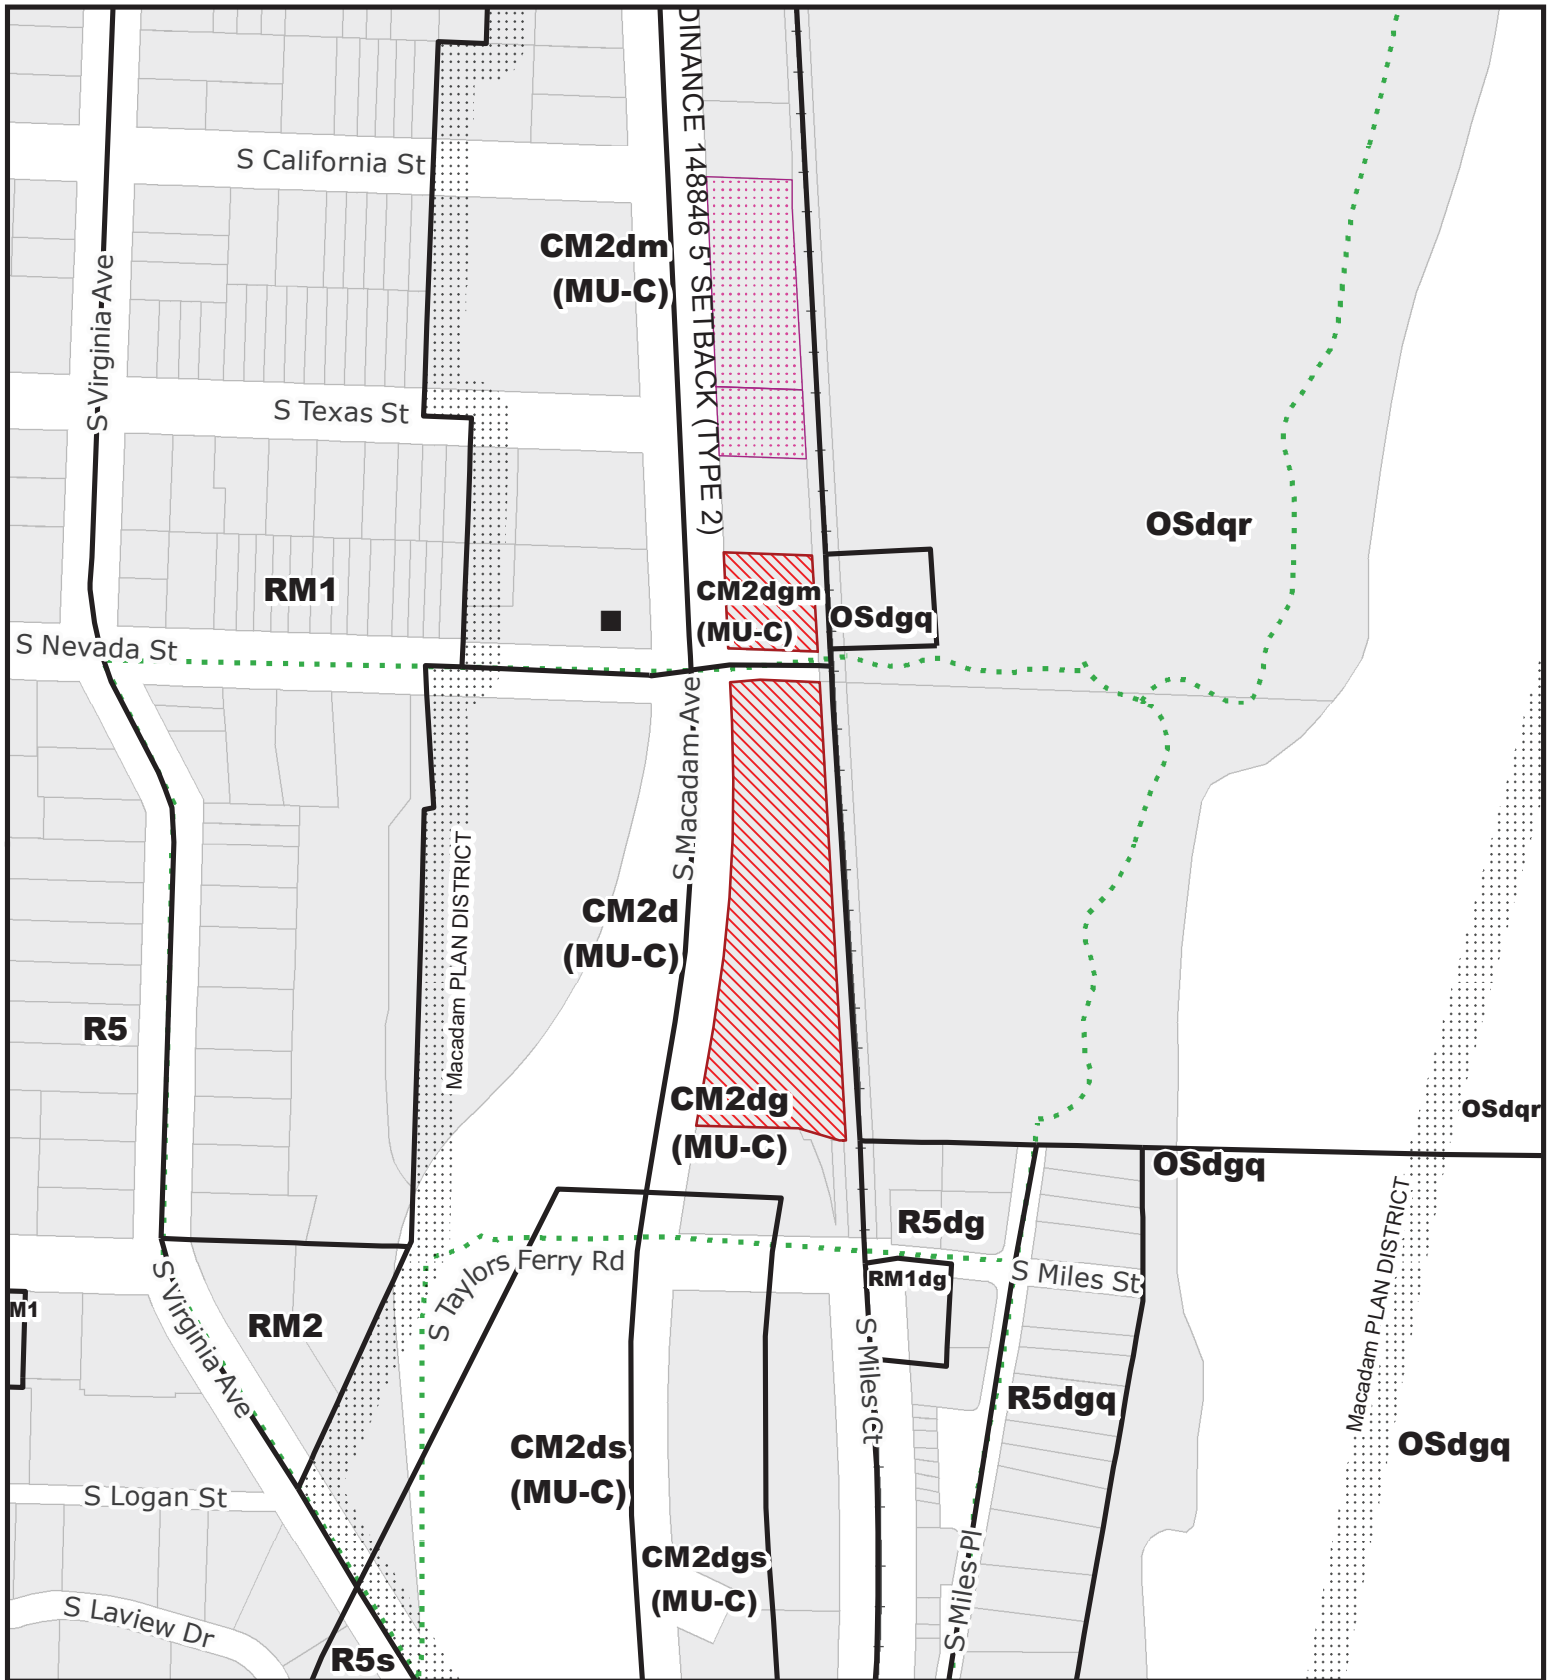 DINANCE 148846 5' SETBACK (TYPE 2)
S California St
CM2dm
(MU-C)
S Virginia Ave
S Texas St
OSdqr
RM1
CM2dgm
(MU-C)
OSdgq
S Nevada St
S Macadam Ave
Macadam PLAN DISTRICT
CM2d
(MU-C)
R5
CM2dg
(MU-C)
OSdqr
OSdgq
R5dg
S Taylors Ferry Rd
RM1dg
S Miles St
Macadam PLAN DISTRICT
M1
S Virginia Ave
RM2
S Miles Ct
R5dgq
CM2ds
(MU-C)
OSdgq
S Logan St
CM2dgs
(MU-C)
S Miles Pl
S Laview Dr
R5s